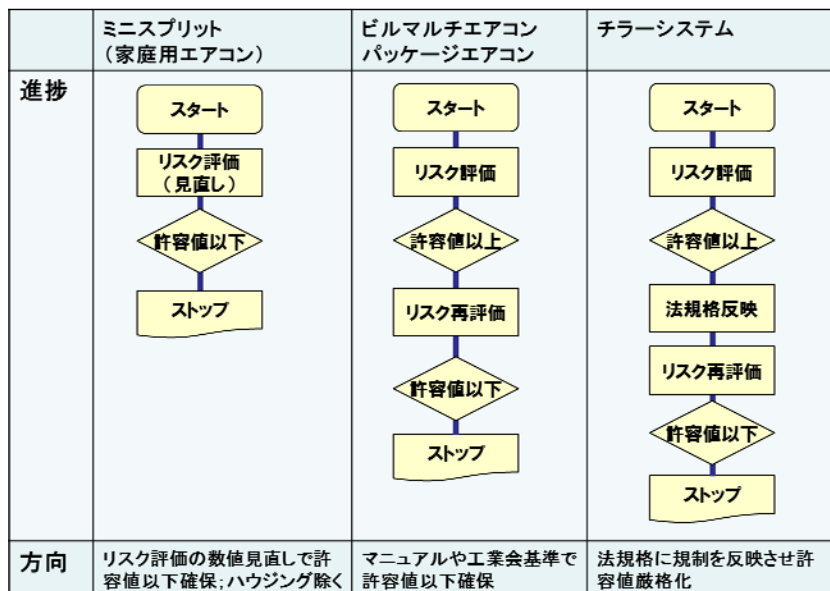 ミニスプリット
（家庭用エアコン）
ビルマルチエアコン
パッケージエアコン
チラーシステム
進捗
スタート
リスク評価
（見直し）
許容値以下
ストップ
スタート
リスク評価
許容値以上
リスク再評価
許容値以下
ストップ
スタート
リスク評価
許容値以上
法規格反映
リスク再評価
許容値以下
ストップ
方向
リスク評価の数値見直しで許
容値以下確保;ハウジング除く
マニュアルや工業会基準で
許容値以下確保
法規格に規制を反映させ許
容値厳格化